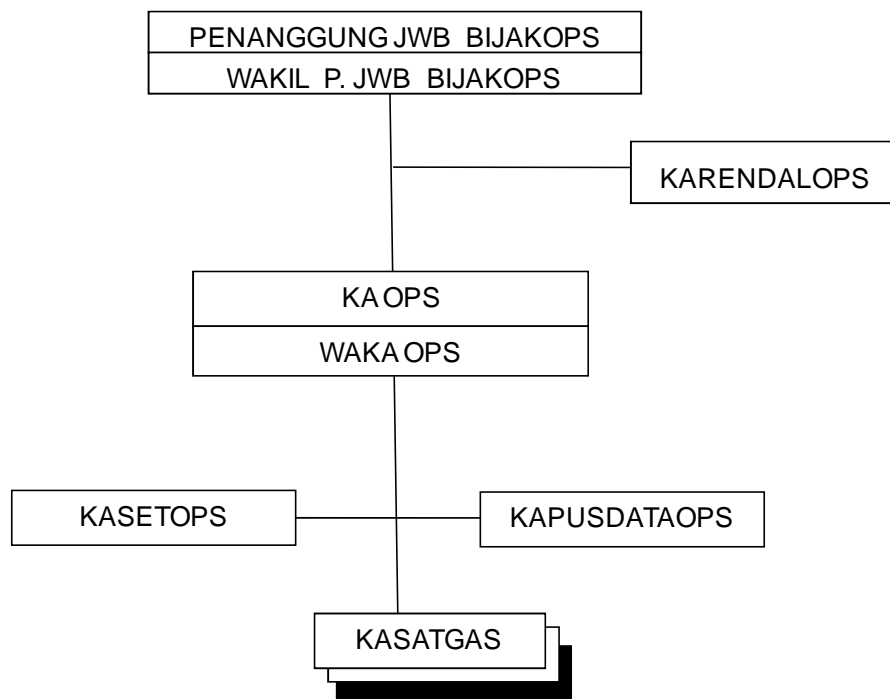 PENANGGUNG JWB BIJAKOPS
WAKIL P. JWB BIJAKOPS
KARENDALOPS
KA OPS
WAKA OPS
KASETOPS
KAPUSDATAOPS
KASATGAS